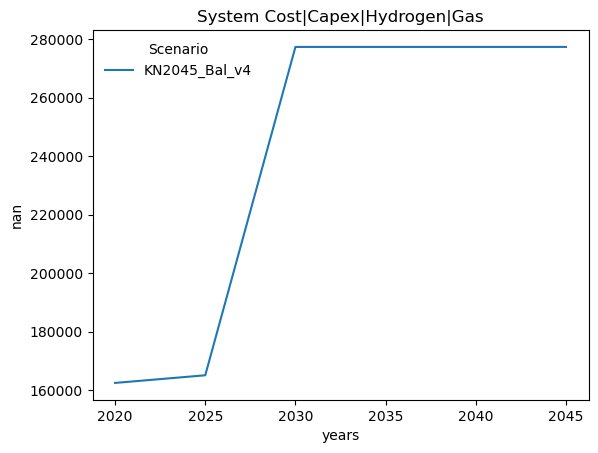 System Cost|Capex|Hydrogen|Gas
280000
260000
240000
220000
200000
180000
160000
nan
Scenario
KN2045_Bal_v4
2020 2025 2030 2035 2040 2045
years